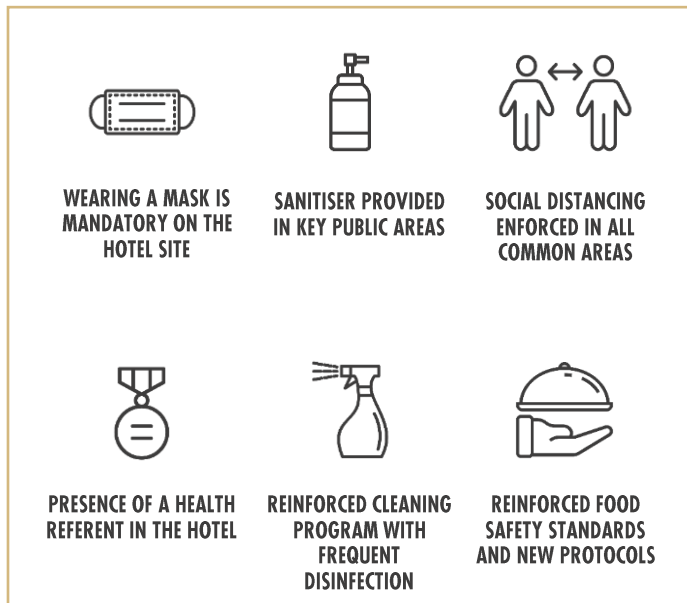 WEARING A MASK IS
MANDATORY ON THE
HOTEL SITE
SANITISER PROVIDED
IN KEY PUBLIC AREAS
SOCIAL DISTANCING
ENFORCED IN ALL
COMMON AREAS
PRESENCE OF A HEALTH
REFERENT IN THE HOTEL
REINFORCED CLEANING
PROGRAM WITH
FREQUENT
DISINFECTION
REINFORCED FOOD
SAFETY STANDARDS
AND NEW PROTOCOLS